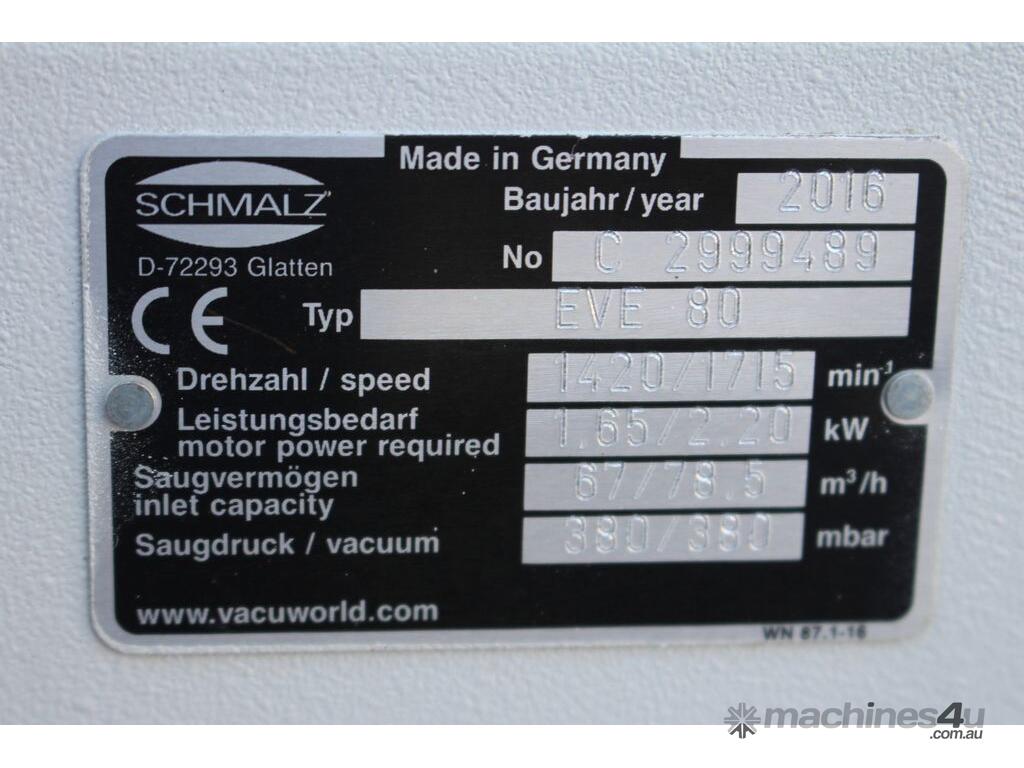 Made in Germany
SCHMALZ
Baujahr / year 2016
D-72293 Glatten
No C 2999489
CE Typ EVE 80
Drehzahl / speed 1420/1715 min-1
Leistungsbedarf
motor power required 1,65/2,20 kW
Saugvermögen
inlet capacity 67/78,5 m³/h
Saugdruck / vacuum 380/380 mbar
www.vacuworld.com
WN 87.1-16
machines4u
.com.au